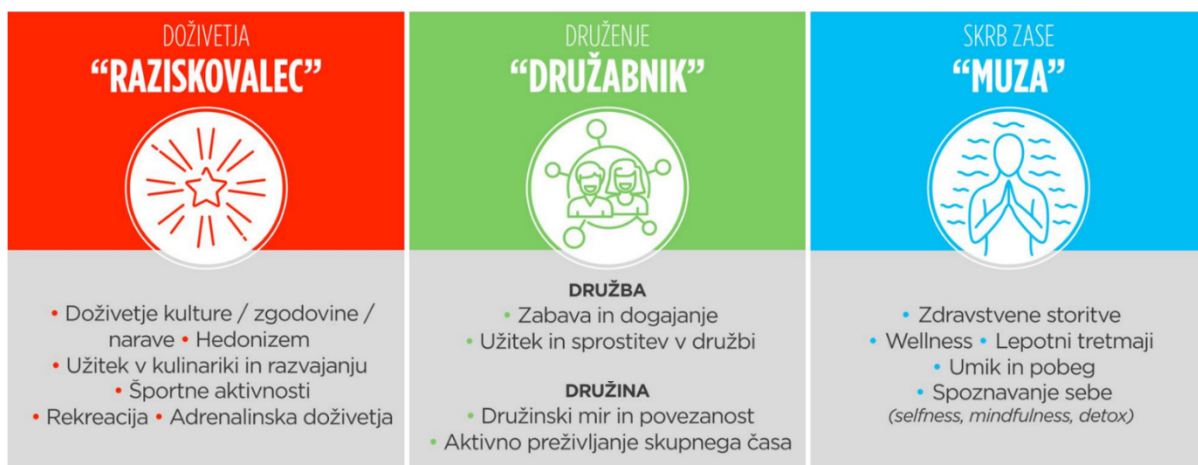 DOŽIVETJA
“RAZISKOVALEC”
• Doživetje kulture / zgodovine /
narave • Hedonizem
• Užitek v kulinariki in razvajanju
• Športne aktivnosti
• Rekreacija • Adrenalinska doživetja
DRUŽENJE
“DRUŽABNIK”
DRUŽBA
• Zabava in dogajanje
• Užitek in sprostitev v družbi
DRUŽINA
• Družinski mir in povezanost
• Aktivno preživljanje skupnega časa
SKRB ZASE
“MUZA”
• Zdravstvene storitve
• Wellness • Lepotni tretmaji
• Umik in pobeg
• Spoznavanje sebe
(selfness, mindfulness, detox)